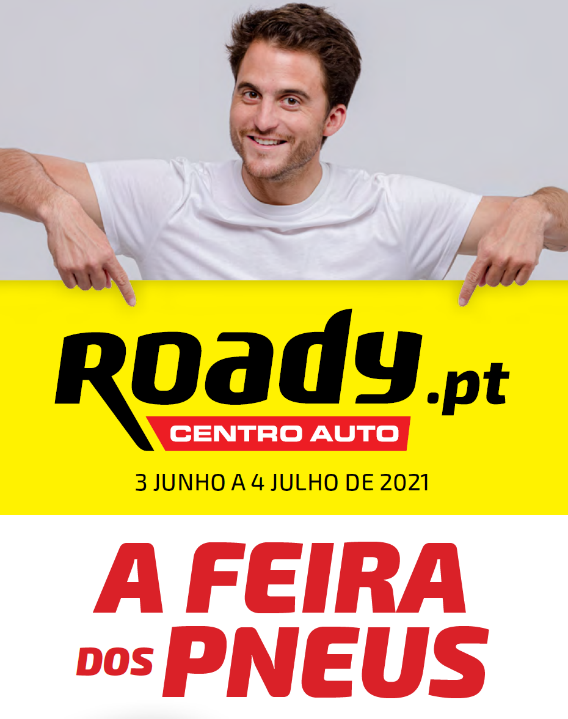 Roady.pt
CENTRO AUTO
3 JUNHO A 4 JULHO DE 2021
A FEIRA
DOS PNEUS